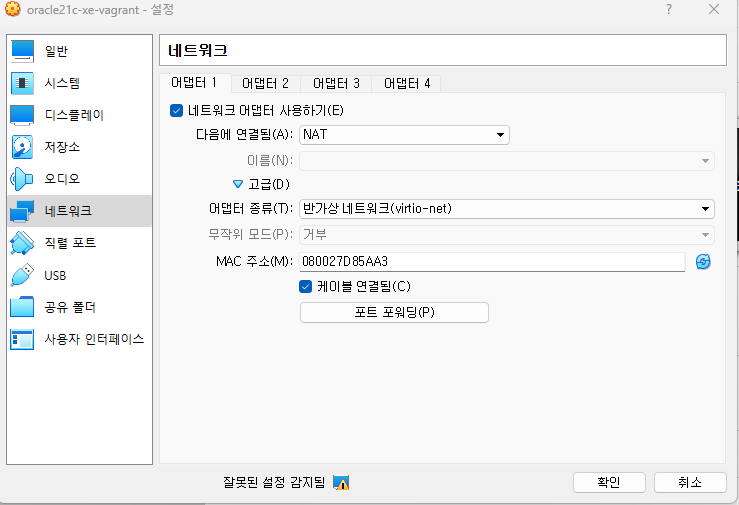 oracle21c-xe-vagrant - 설정
? ×
일반
시스템
디스플레이
저장소
오디오
네트워크
직렬 포트
USB
공유 폴더
사용자 인터페이스
네트워크
어댑터 1 어댑터 2 어댑터 3 어댑터 4
네트워크 어댑터 사용하기(E)
다음에 연결됨(A): NAT
이름(N):
고급(D)
어댑터 종류(T): 반가상 네트워크(virtio-net)
무작위 모드(P): 거부
MAC 주소(M): 080027D85AA3
케이블 연결됨(C)
포트 포워딩(P)
잘못된 설정 감지됨
확인 취소